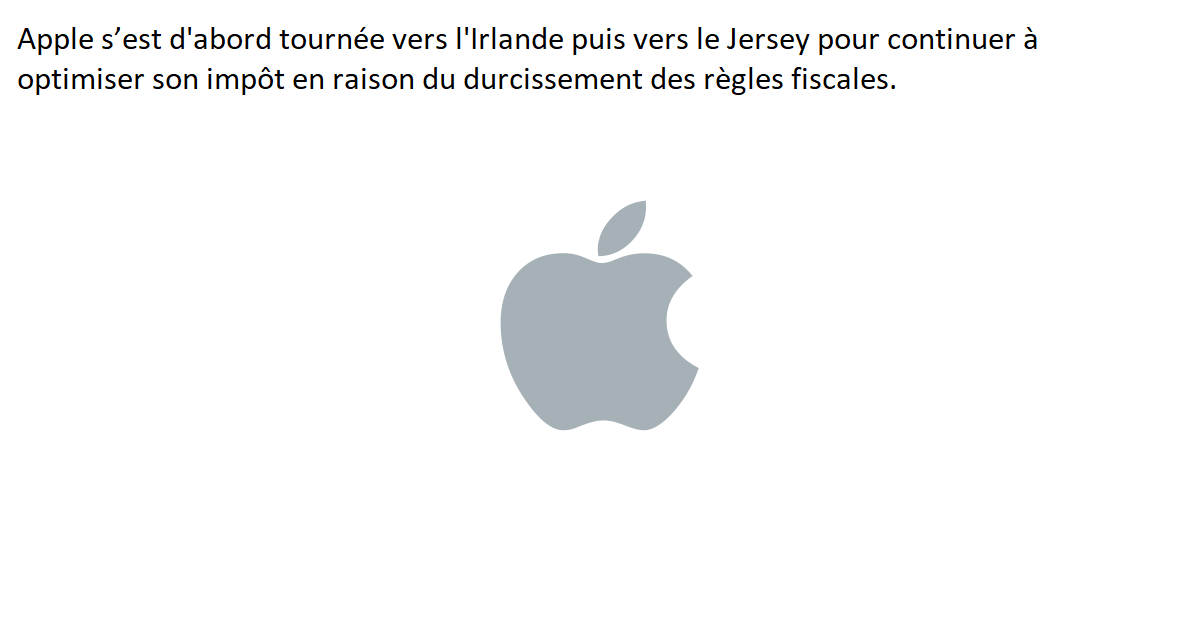 Apple s’est d'abord tournée vers l'Irlande puis vers le Jersey pour continuer à
optimiser son impôt en raison du durcissement des règles fiscales.